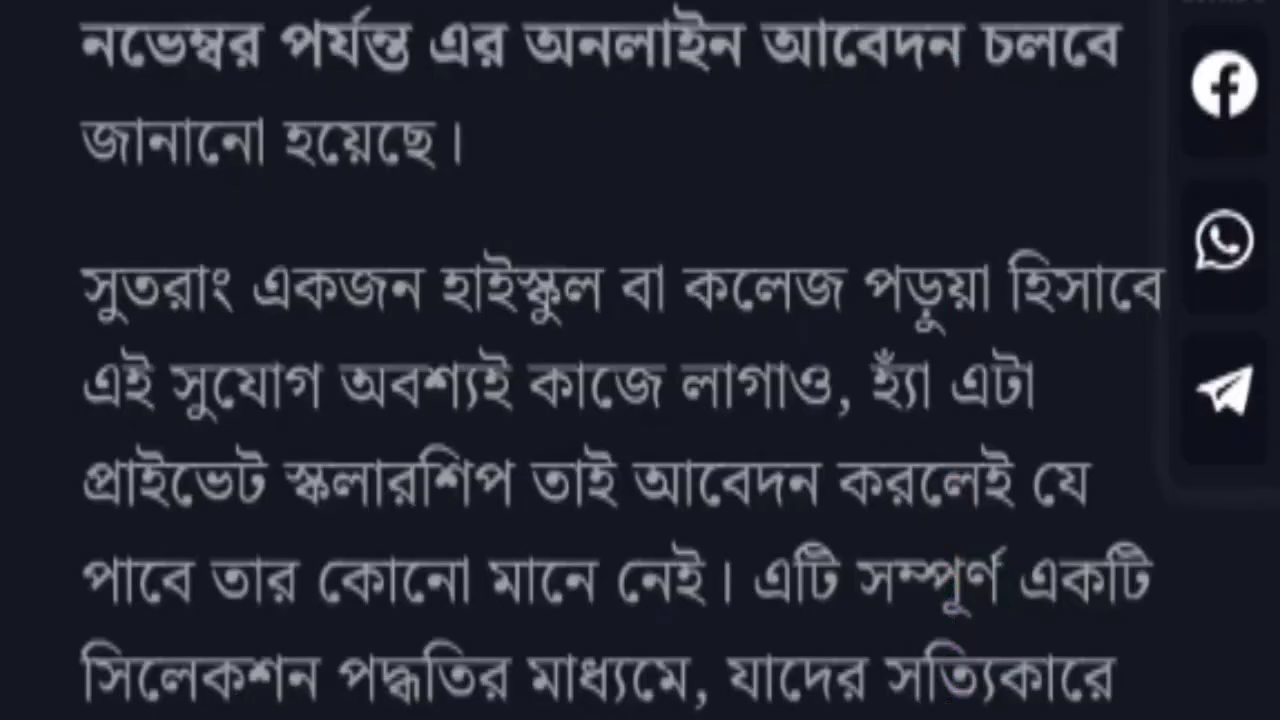 নভেম্বর পর্যন্ত এর অনলাইন আবেদন চলবে
জানানো হয়েছে।
সুতরাং একজন হাইস্কুল বা কলেজ পড়ুয়া হিসাবে
এই সুযোগ অবশ্যই কাজে লাগাও, হ্যাঁ এটা
প্রাইভেট স্কলারশিপ তাই আবেদন করলেই যে
পাবে তার কোনো মানে নেই। এটি সম্পূর্ণ একটি
সিলেকশন পদ্ধতির মাধ্যমে, যাদের সত্যিকারে